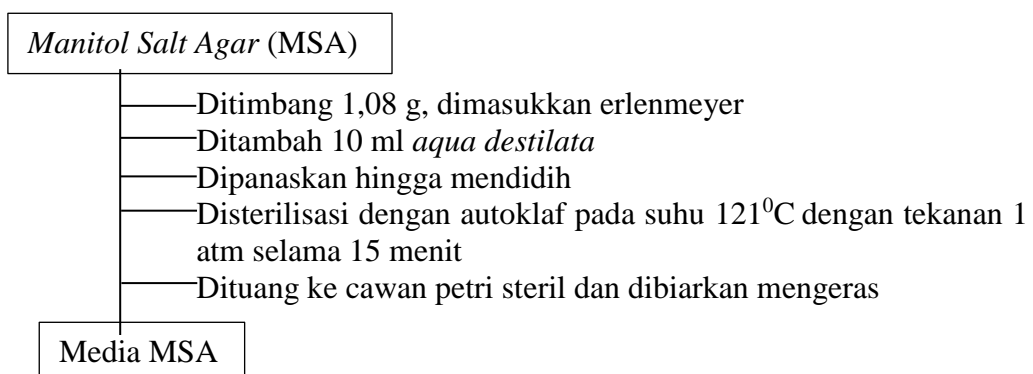 Manitol Salt Agar (MSA)
Ditimbang 1,08 g, dimasukkan erlenmeyer
Ditambah 10 ml aqua destilata
Dipanaskan hingga mendidih
Disterilisasi dengan autoklaf pada suhu 121⁰C dengan tekanan 1
atm selama 15 menit
Dituang ke cawan petri steril dan dibiarkan mengeras
Media MSA